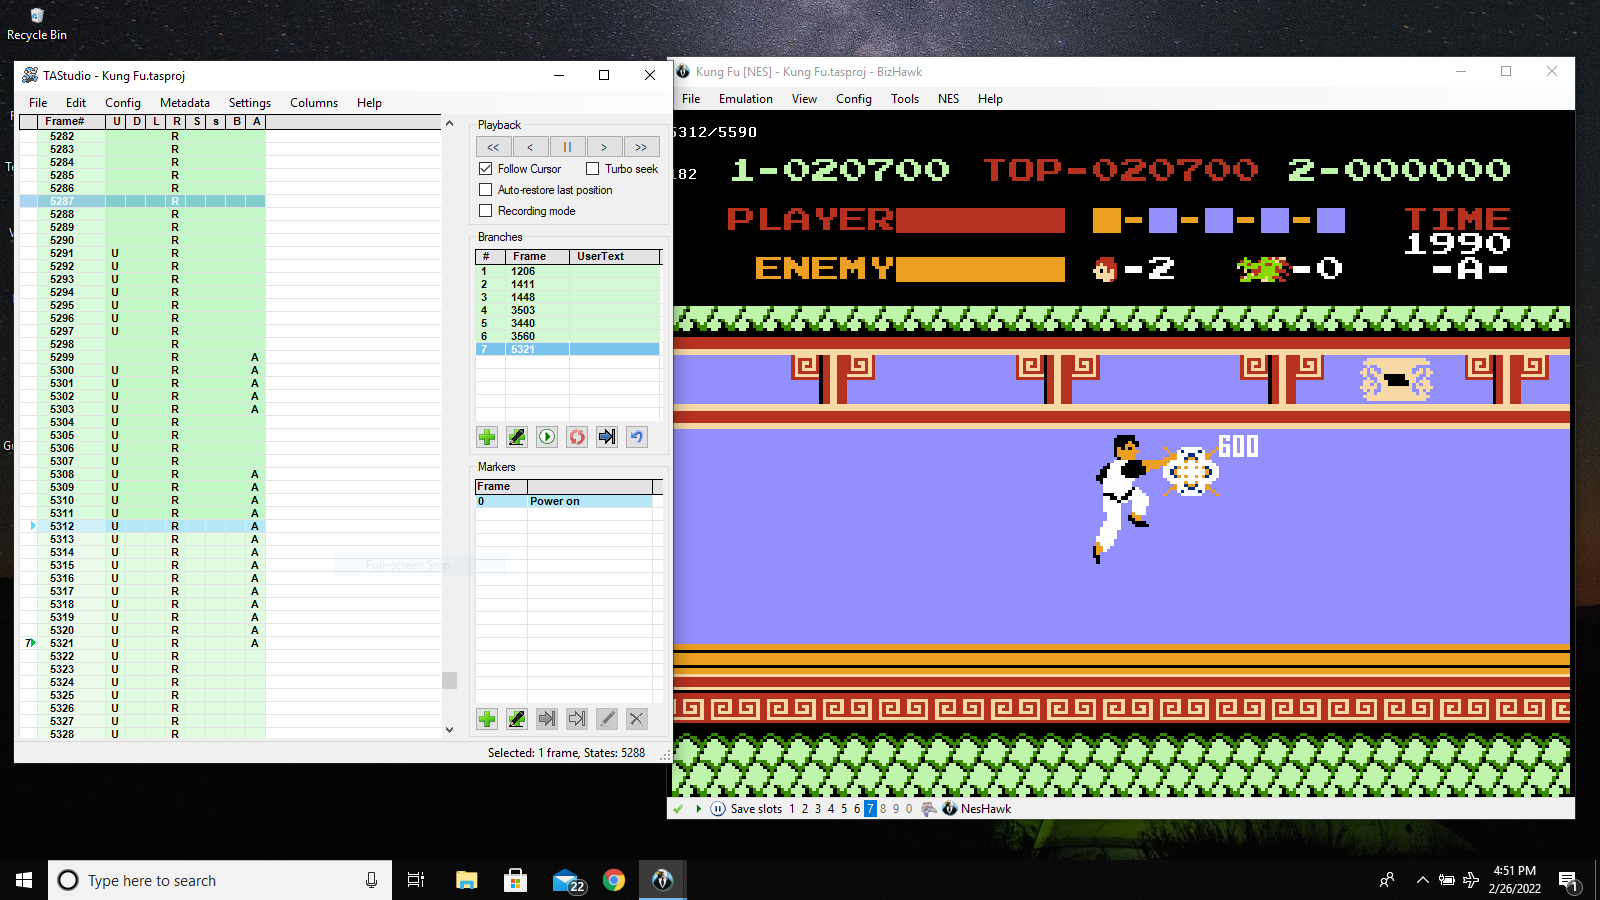 Recycle Bin
TAStudio - Kung Fu.tasproj
File Edit Config Metadata Settings Columns Help
Frame# U D L R S s B A
5282 R
5283 R
5284 R
5285 R
5286 R
5287 R
5288 R
5289 R
5290 R
5291 U R
5292 U R
5293 U R
5294 U R
5295 U R
5296 U R
5297 U R
5298 R
5299 R A
5300 U R A
5301 U R A
5302 U R A
5303 U R A
5304 U R
5305 U R
5306 U R
5307 U R
5308 U R A
5309 U R A
5310 U R A
5311 U R A
5312 U R A
5313 U R A
5314 U R A
5315 U R A
5316 U R A
5317 U R A
5318 U R A
5319 U R A
5320 U R A
7 5321 U R A
5322 U R
5323 U R
5324 U R
5325 U R
5326 U R
5327 U R
5328 U R
Full-screen Snip
Playback
<< < || > >>
Follow Cursor Turbo seek
Auto-restore last position
Recording mode
Branches
# Frame UserText
1 1206
2 1411
3 1448
4 3503
5 3440
6 3560
7 5321
Markers
Frame
0 Power on
Selected: 1 frame, States: 5288
Kung Fu [NES] - Kung Fu.tasproj - BizHawk
File Emulation View Config Tools NES Help
5312/5590
182
1-020700 TOP-020700 2-000000
PLAYER TIME
1990
ENEMY -2 -0 -A-
600
Save slots 1 2 3 4 5 6 7 8 9 0 NesHawk
Type here to search
22
4:51 PM
2/26/2022
1